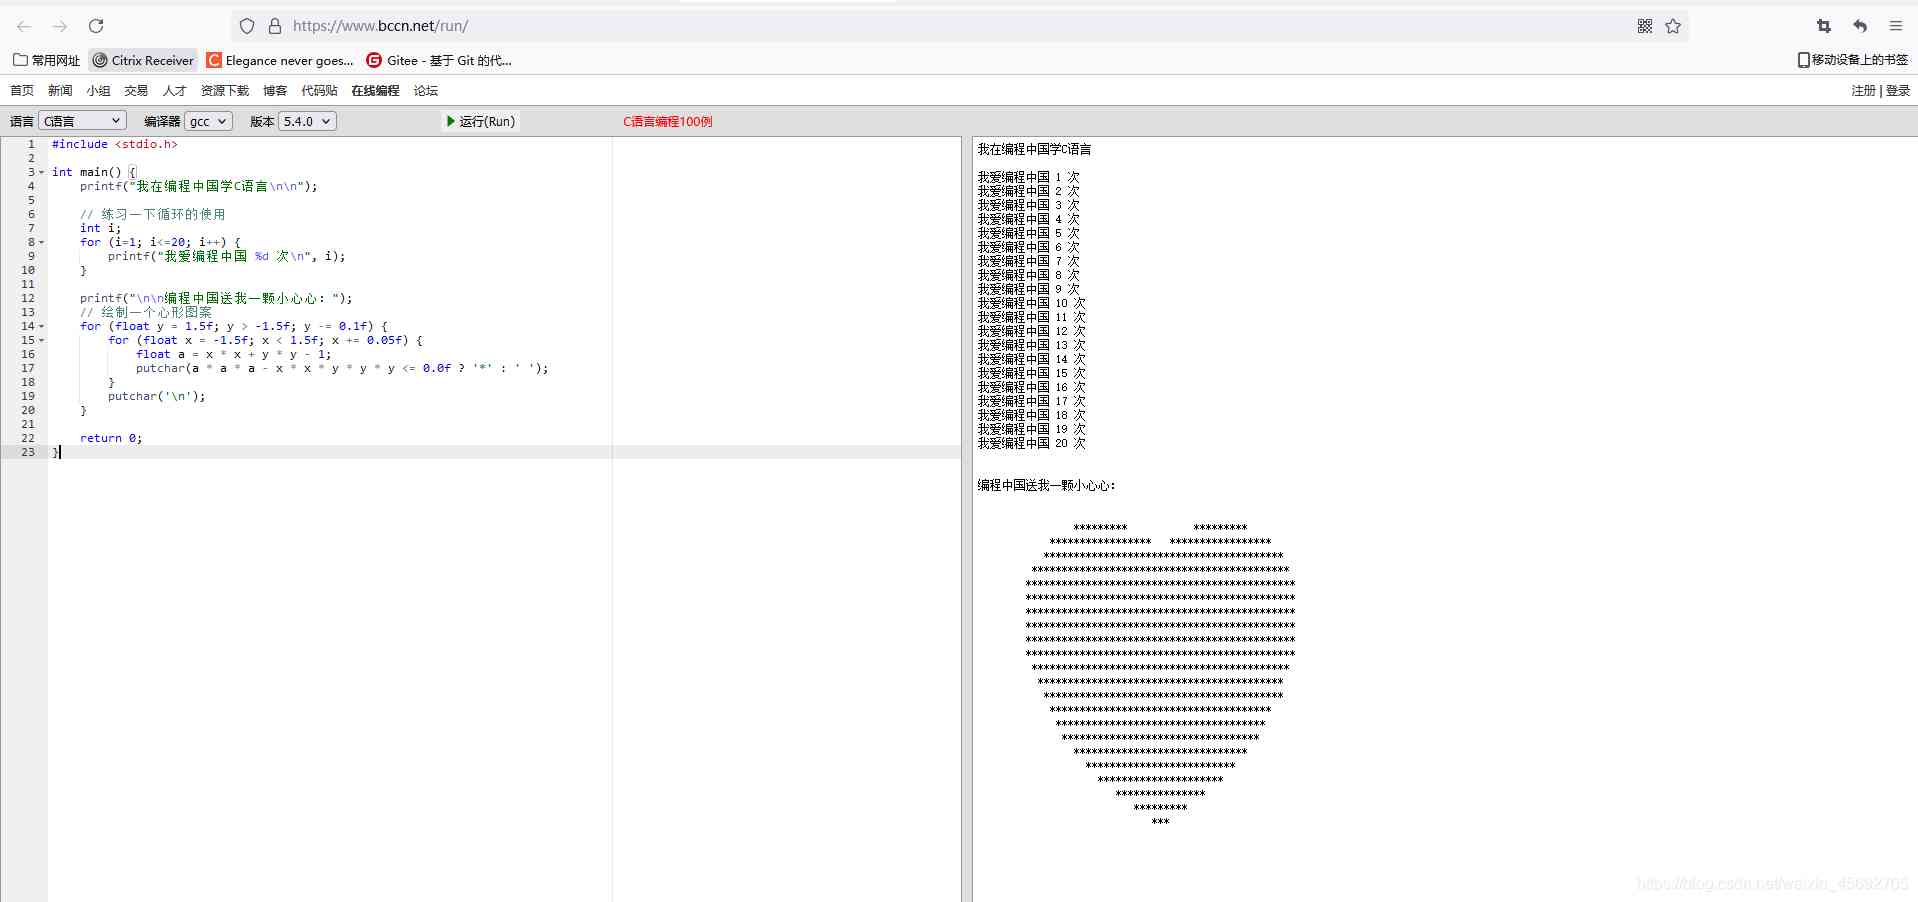 https://www.bccn.net/run/
常用网址 Citrix Receiver Elegance never goes... Gitee - 基于 Git 的代... 移动设备上的书签
首页 新闻 小组 交易 人才 资源下载 博客 代码贴 在线编程 论坛 注册 | 登录
语言 C语言 编译器 gcc 版本 5.4.0 运行(Run) C语言编程100例
1 #include <stdio.h>
2
3 int main() {
4 printf("我在编程中国学C语言\n\n");
5
6 // 练习一下循环的使用
7 int i;
8 for (i=1; i<=20; i++) {
9 printf("我爱编程中国 %d 次\n", i);
10 }
11
12 printf("\n\n编程中国送我一颗小心心: ");
13 // 绘制一个心形图案
14 for (float y = 1.5f; y > -1.5f; y -= 0.1f) {
15 for (float x = -1.5f; x < 1.5f; x += 0.05f) {
16 float a = x * x + y * y - 1;
17 putchar(a * a * a - x * x * y * y * y <= 0.0f ? '*' : ' ');
18 }
19 putchar('\n');
20 }
21
22 return 0;
23 }
我在编程中国学C语言
我爱编程中国 1 次
我爱编程中国 2 次
我爱编程中国 3 次
我爱编程中国 4 次
我爱编程中国 5 次
我爱编程中国 6 次
我爱编程中国 7 次
我爱编程中国 8 次
我爱编程中国 9 次
我爱编程中国 10 次
我爱编程中国 11 次
我爱编程中国 12 次
我爱编程中国 13 次
我爱编程中国 14 次
我爱编程中国 15 次
我爱编程中国 16 次
我爱编程中国 17 次
我爱编程中国 18 次
我爱编程中国 19 次
我爱编程中国 20 次
编程中国送我一颗小心心:
https://blog.csdn.net/weixin_45692705